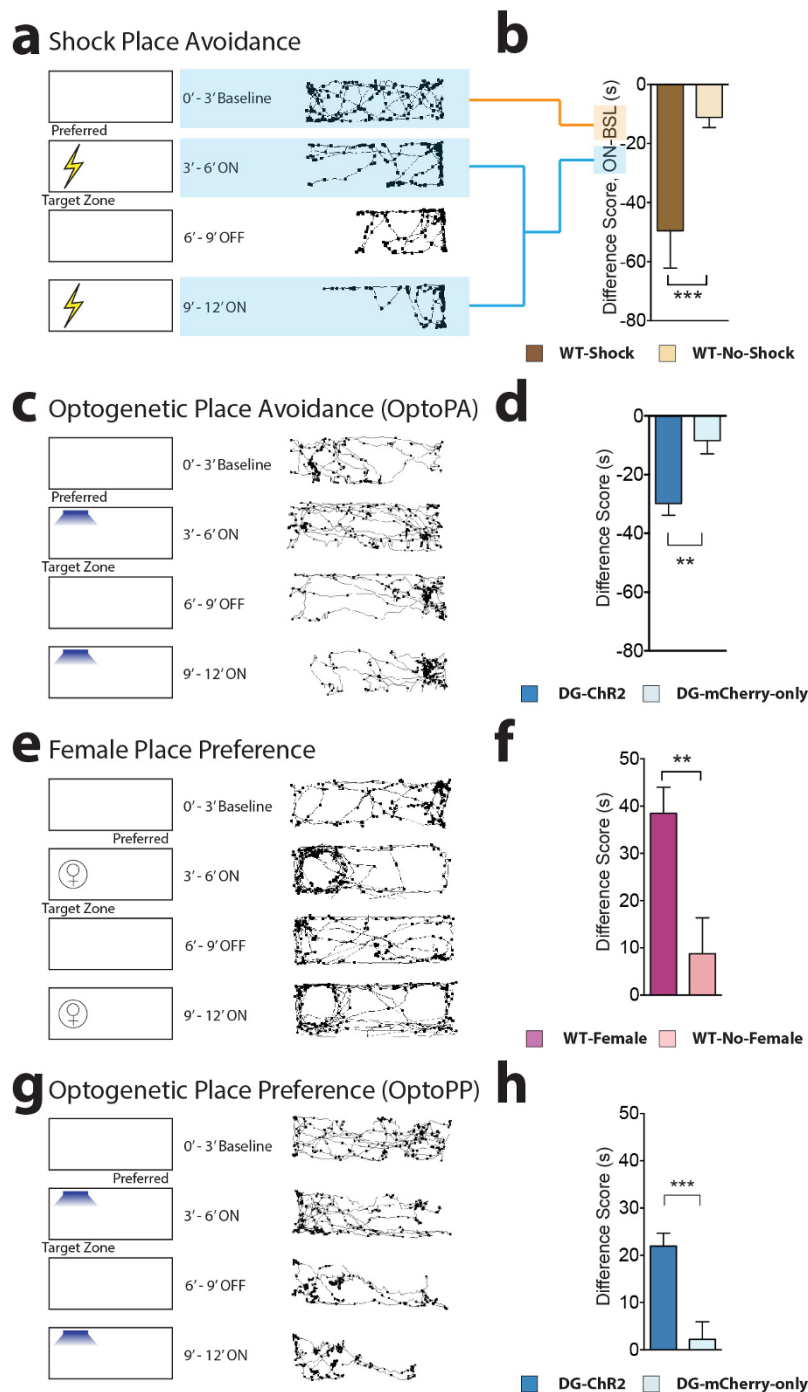 a Shock Place Avoidance
0’ - 3’ Baseline
Preferred
3’ - 6’ ON
Target Zone
6’ - 9’ OFF
9’ - 12’ ON
b
Difference Score, ON-BSL (s)
0
-20
-40
-60
-80
***
WT-Shock WT-No-Shock
c Optogenetic Place Avoidance (OptoPA)
0’ - 3’ Baseline
Preferred
3’ - 6’ ON
Target Zone
6’ - 9’ OFF
9’ - 12’ ON
d
Difference Score (s)
0
-20
-40
-60
-80
**
DG-ChR2 DG-mCherry-only
e Female Place Preference
0’ - 3’ Baseline
Preferred
3’ - 6’ ON
Target Zone
6’ - 9’ OFF
9’ - 12’ ON
f
Difference Score (s)
50
40
30
20
10
0
**
WT-Female WT-No-Female
g Optogenetic Place Preference (OptoPP)
0’ - 3’ Baseline
Preferred
3’ - 6’ ON
Target Zone
6’ - 9’ OFF
9’ - 12’ ON
h
Difference Score (s)
50
40
30
20
10
0
***
DG-ChR2 DG-mCherry-only